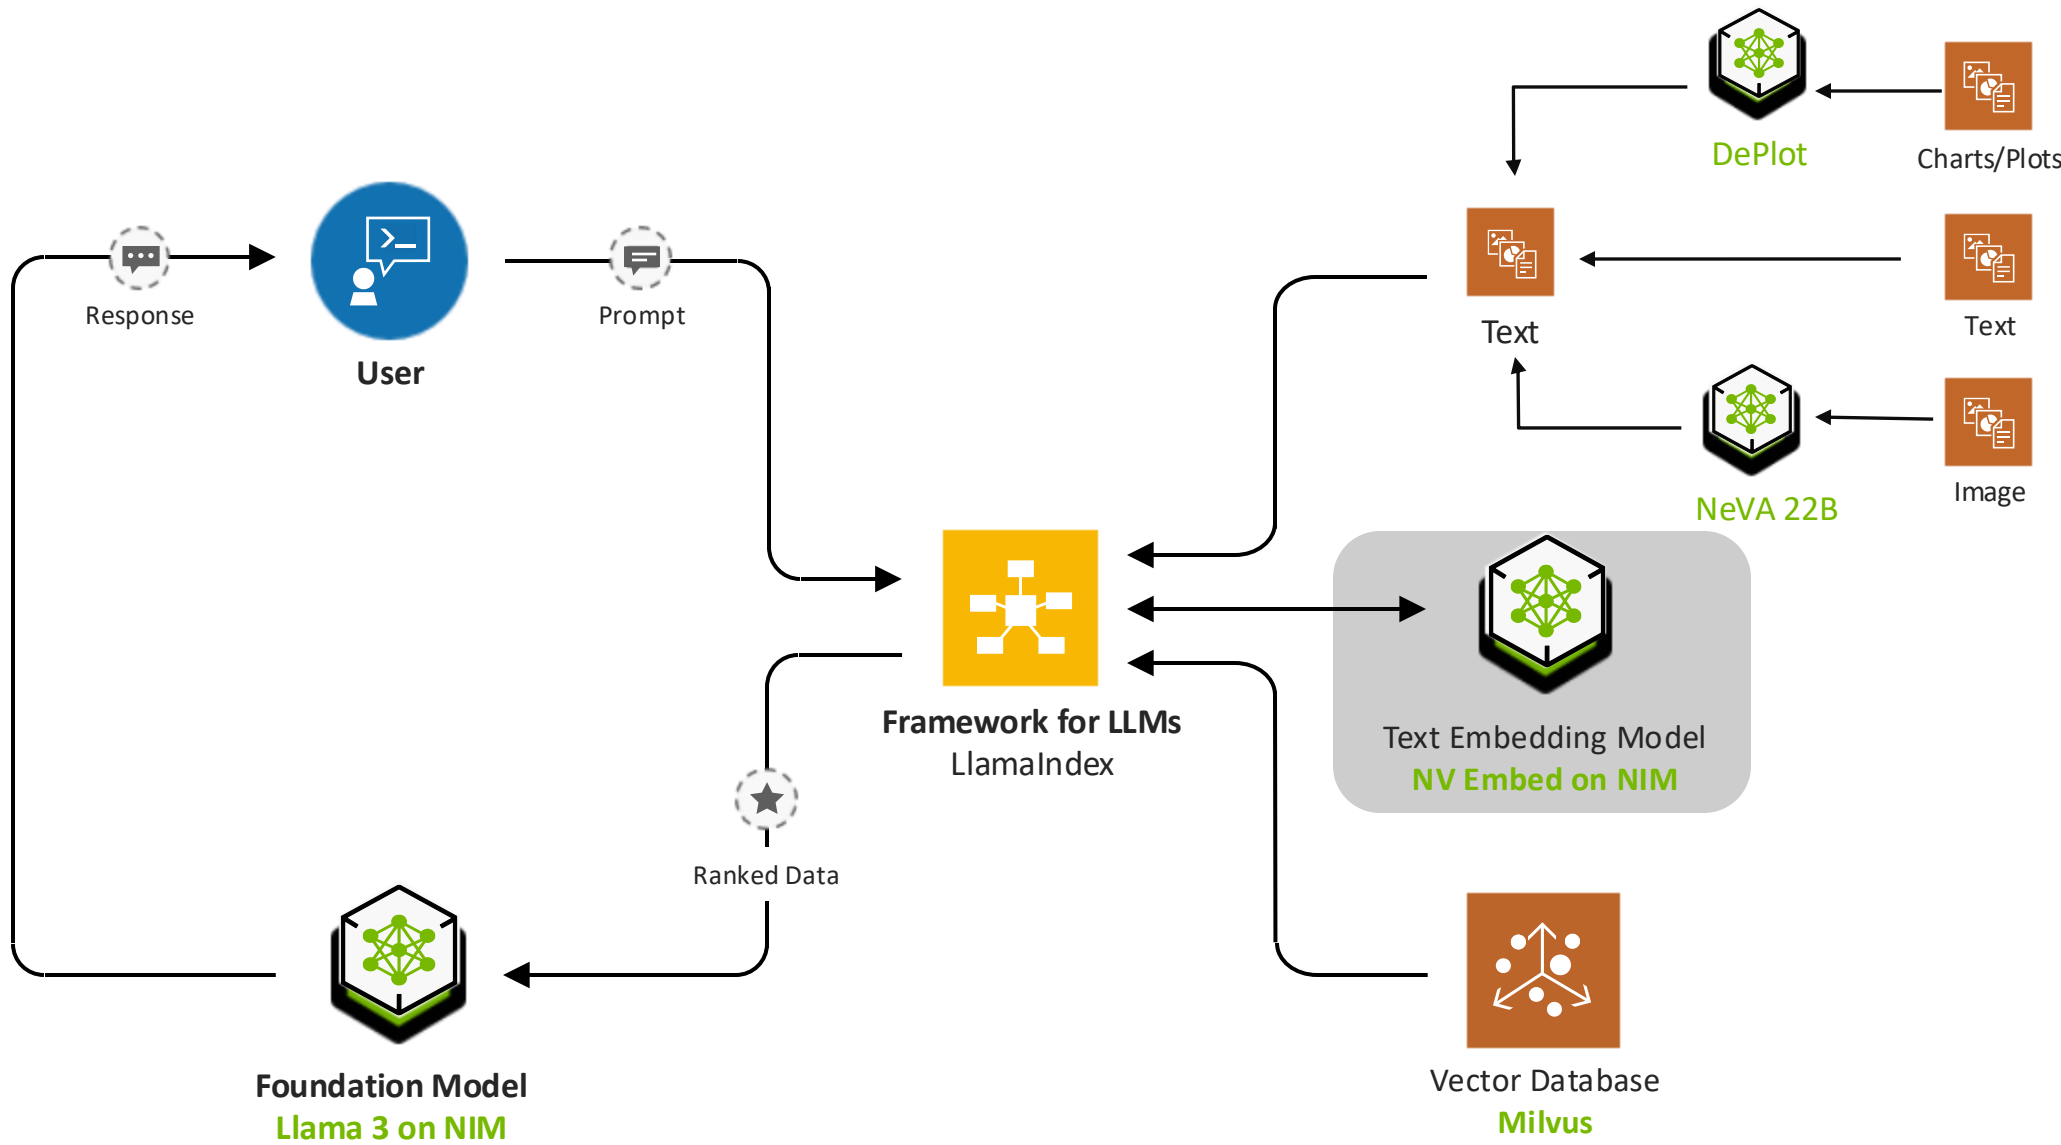 DePlot
Charts/Plots
Response
User
Prompt
Text
Text
NeVA 22B
Image
Framework for LLMs
LlamaIndex
Text Embedding Model
NV Embed on NIM
Ranked Data
Foundation Model
Llama 3 on NIM
Vector Database
Milvus